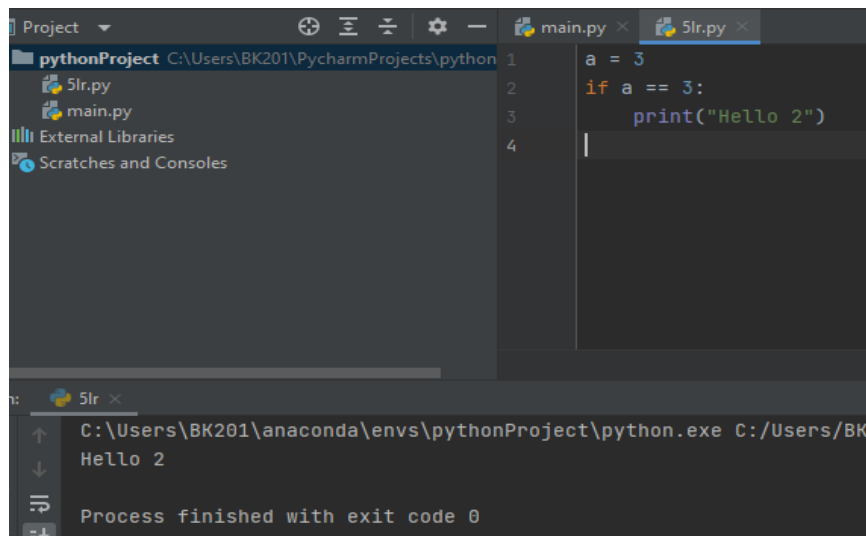 Project
main.py
5lr.py
pythonProject C:\Users\BK201\PycharmProjects\python
5lr.py
main.py
External Libraries
Scratches and Consoles
1 a = 3
2 if a == 3:
3 print("Hello 2")
4
5lr
C:\Users\BK201\anaconda\envs\pythonProject\python.exe C:/Users/BK
Hello 2
Process finished with exit code 0